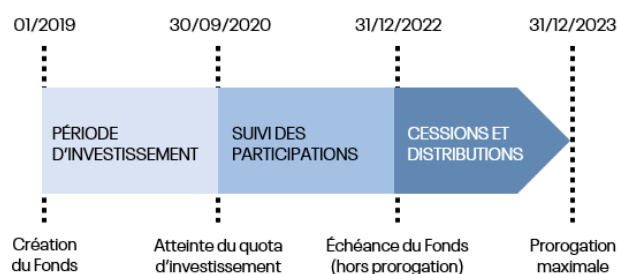 01/2019
30/09/2020
31/12/2022
31/12/2023
PÉRIODE
D'INVESTISSEMENT
SUIVI DES
PARTICIPATIONS
CESSIONS ET
DISTRIBUTIONS
Création
du Fonds
Atteinte du quota
d'investissement
Échéance du Fonds
(hors prorogation)
Prorogation
maximale